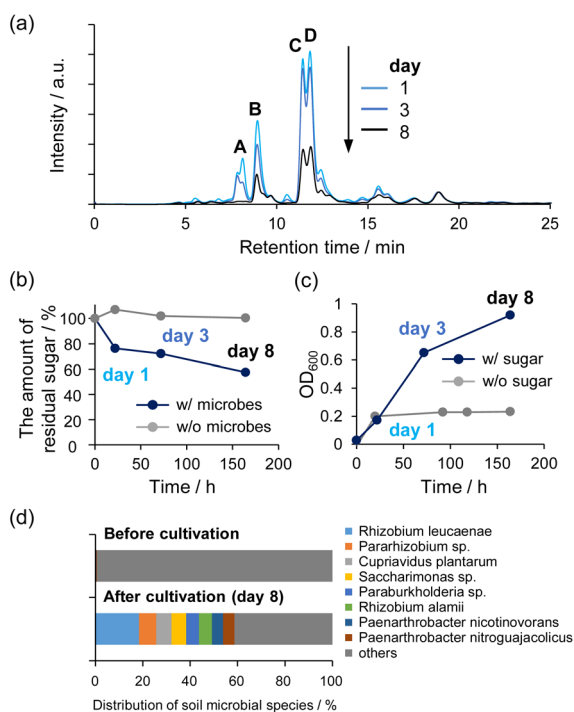 (a)
Intensity / a.u.
A
B
C D
day
1
3
8
0 5 10 15 20 25
Retention time / min
(b)
The amount of
residual sugar / %
100
80
60
40
20
0
day 3
day 8
day 1
w/ microbes
w/o microbes
0 50 100 150 200
Time / h
(c)
OD600
1
0.8
0.6
0.4
0.2
0
day 8
day 3
w/ sugar
w/o sugar
day 1
0 50 100 150 200
Time / h
(d)
Before cultivation
After cultivation (day 8)
0 20 40 60 80 100
Distribution of soil microbial species / %
Rhizobium leucaenae
Pararhizobium sp.
Cupriavidus plantarum
Saccharimonas sp.
Paraburkholderia sp.
Rhizobium alamii
Paenarthrobacter nicotinovorans
Paenarthrobacter nitroguajacolicus
others